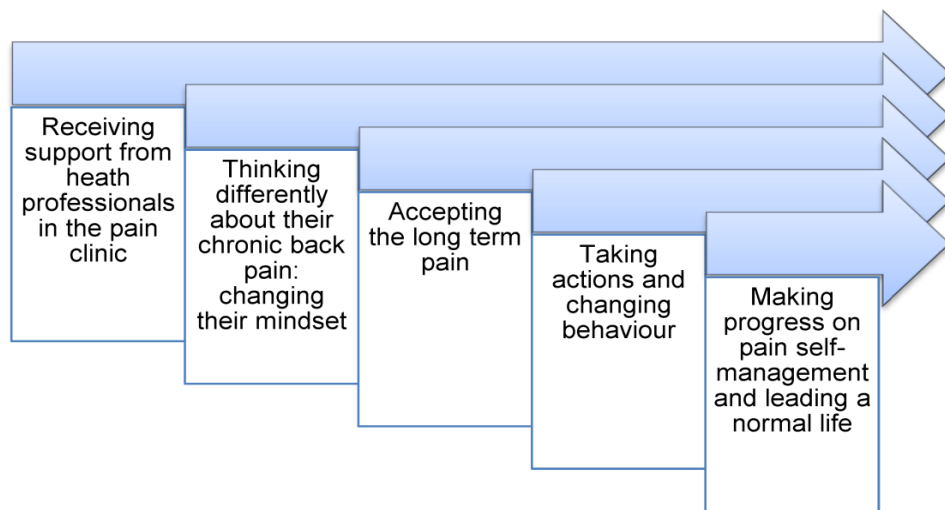 Receiving
support from
heath
professionals
in the pain
clinic
Thinking
differently
about their
chronic back
pain:
changing
their mindset
Accepting
the long term
pain
Taking
actions and
changing
behaviour
Making
progress on
pain self-
management
and leading a
normal life